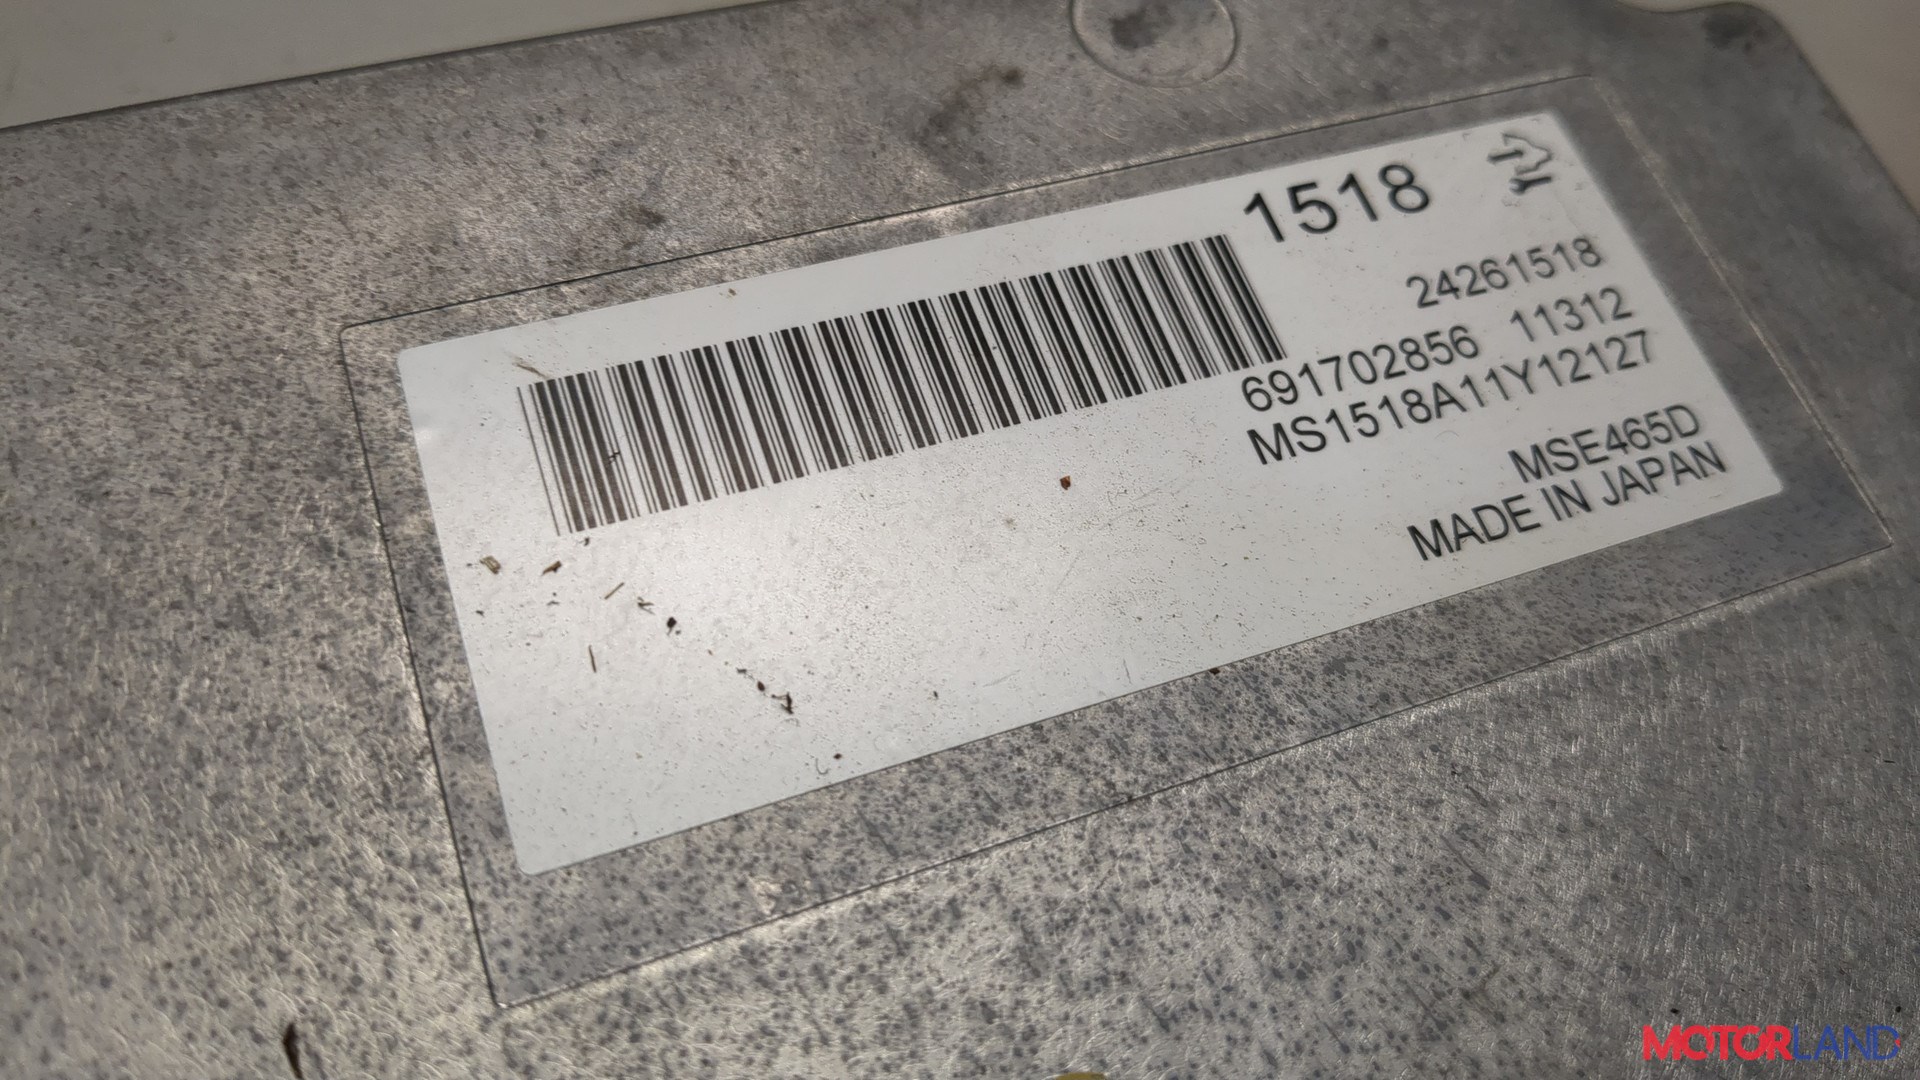 1518
24261518
691702856 11312
MS1518A11Y12127
MSE465D
MADE IN JAPAN
MOTORLAND